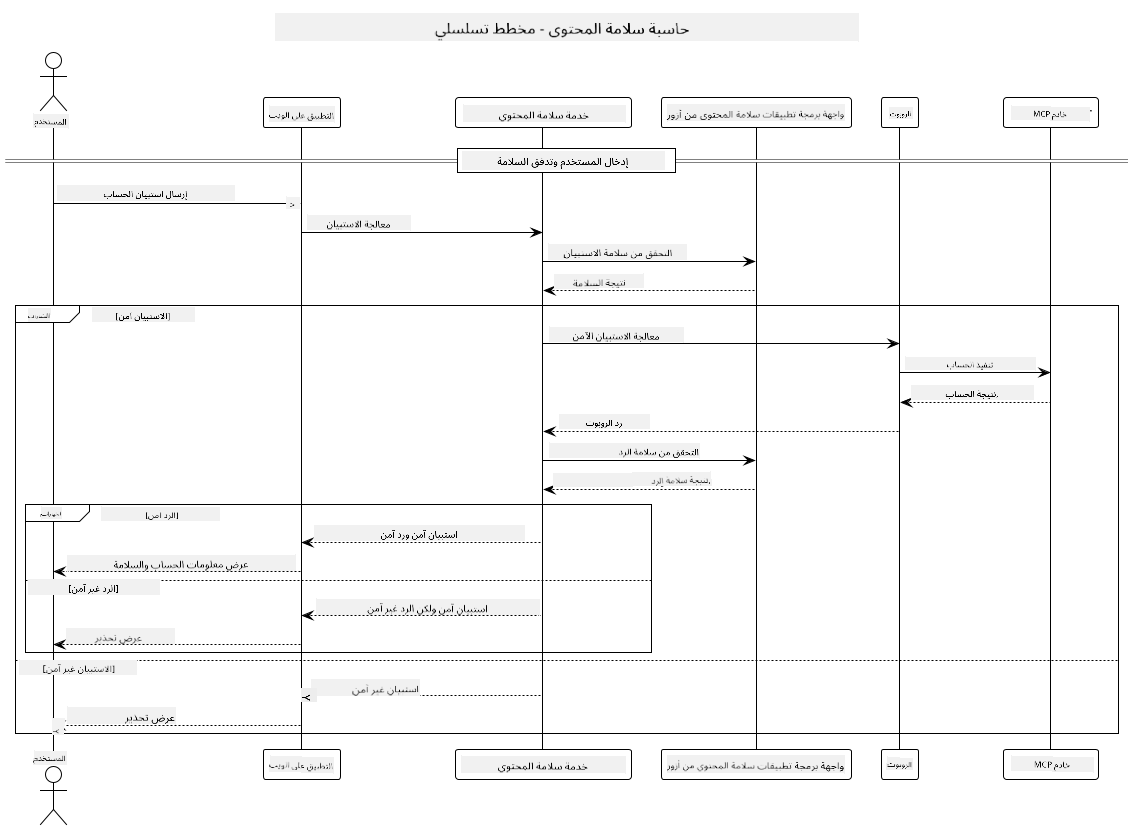 حاسبة سلامة المحتوى - مخطط تسلسلي
المستخدم
التطبيق على الويب
خدمة سلامة المحتوى
واجهة برمجة تطبيقات سلامة المحتوى من أزور
الروبوت
خادم MCP
إدخال المستخدم وتدفق السلامة
إرسال استبيان الحساب
معالجة الاستبيان
التحقق من سلامة الاستبيان
نتيجة السلامة
[الاستبيان آمن]
معالجة الاستبيان الآمن
تنفيذ الحساب
نتيجة الحساب.
رد الروبوت
التحقق من سلامة الرد
نتيجة سلامة الرد.
[الرد آمن]
استبيان آمن ورد آمن
عرض معلومات الحساب والسلامة
[الرد غير آمن]
استبيان آمن ولكن الرد غير آمن
عرض تحذير
[الاستبيان غير آمن]
استبيان غير آمن
عرض تحذير
المستخدم
التطبيق على الويب
خدمة سلامة المحتوى
واجهة برمجة تطبيقات سلامة المحتوى من أزور
الروبوت
خادم MCP